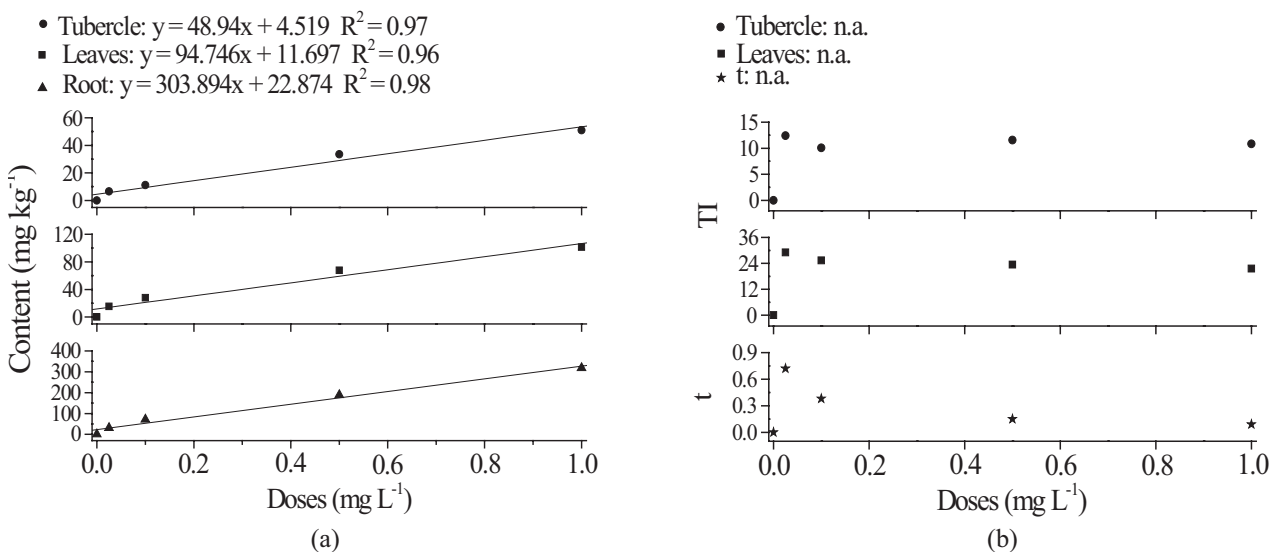 Tubercle: y = 48.94x + 4.519 R² = 0.97
Leaves: y = 94.746x + 11.697 R² = 0.96
Root: y = 303.894x + 22.874 R² = 0.98
Content (mg kg⁻¹)
60
40
20
0
120
80
40
0
400
300
200
100
0
0.0 0.2 0.4 0.6 0.8 1.0
Doses (mg L⁻¹)
(a)
Tubercle: n.a.
Leaves: n.a.
t: n.a.
TI
15
10
5
0
36
24
12
0
t
0.9
0.6
0.3
0.0
0.0 0.2 0.4 0.6 0.8 1.0
Doses (mg L⁻¹)
(b)